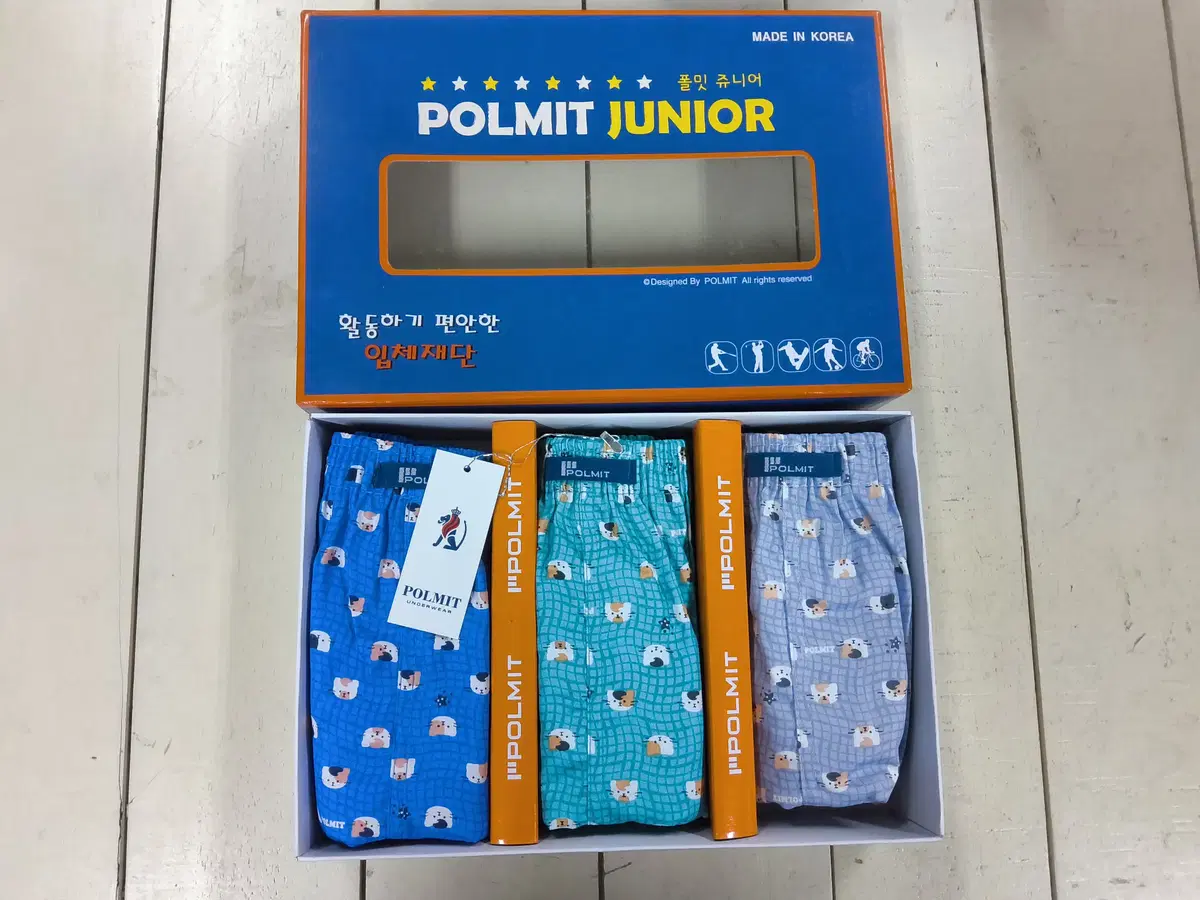 MADE IN KOREA
폴밋 쥬니어
POLMIT JUNIOR
©Designed By POLMIT All rights reserved
활동하기 편안한
입체재단
POLMIT
POLMIT
POLMIT
UNDERWEAR
POLMIT
POLMIT
POLMIT
POLMIT
POLMIT